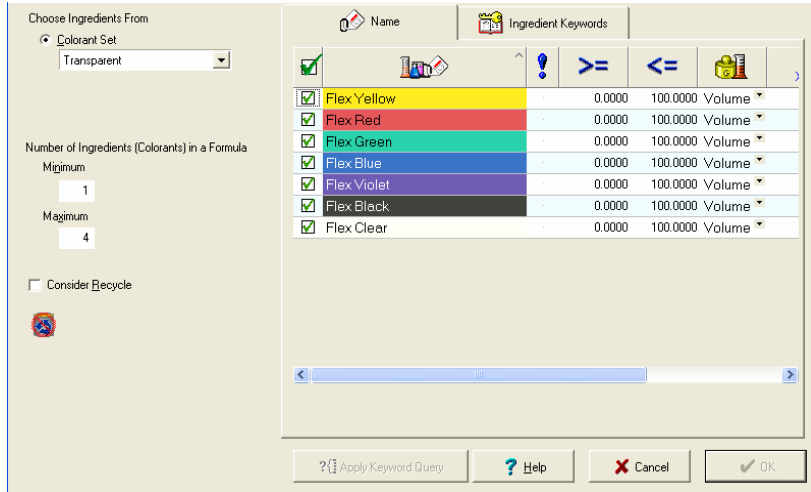 Choose Ingredients From
Colorant Set
Transparent
Number of Ingredients (Colorants) in a Formula
Minimum
1
Maximum
4
Consider Recycle
Name
Ingredient Keywords
>= <=
Flex Yellow 0.0000 100.0000 Volume
Flex Red 0.0000 100.0000 Volume
Flex Green 0.0000 100.0000 Volume
Flex Blue 0.0000 100.0000 Volume
Flex Violet 0.0000 100.0000 Volume
Flex Black 0.0000 100.0000 Volume
Flex Clear 0.0000 100.0000 Volume
?{} Apply Keyword Query ? Help Cancel OK